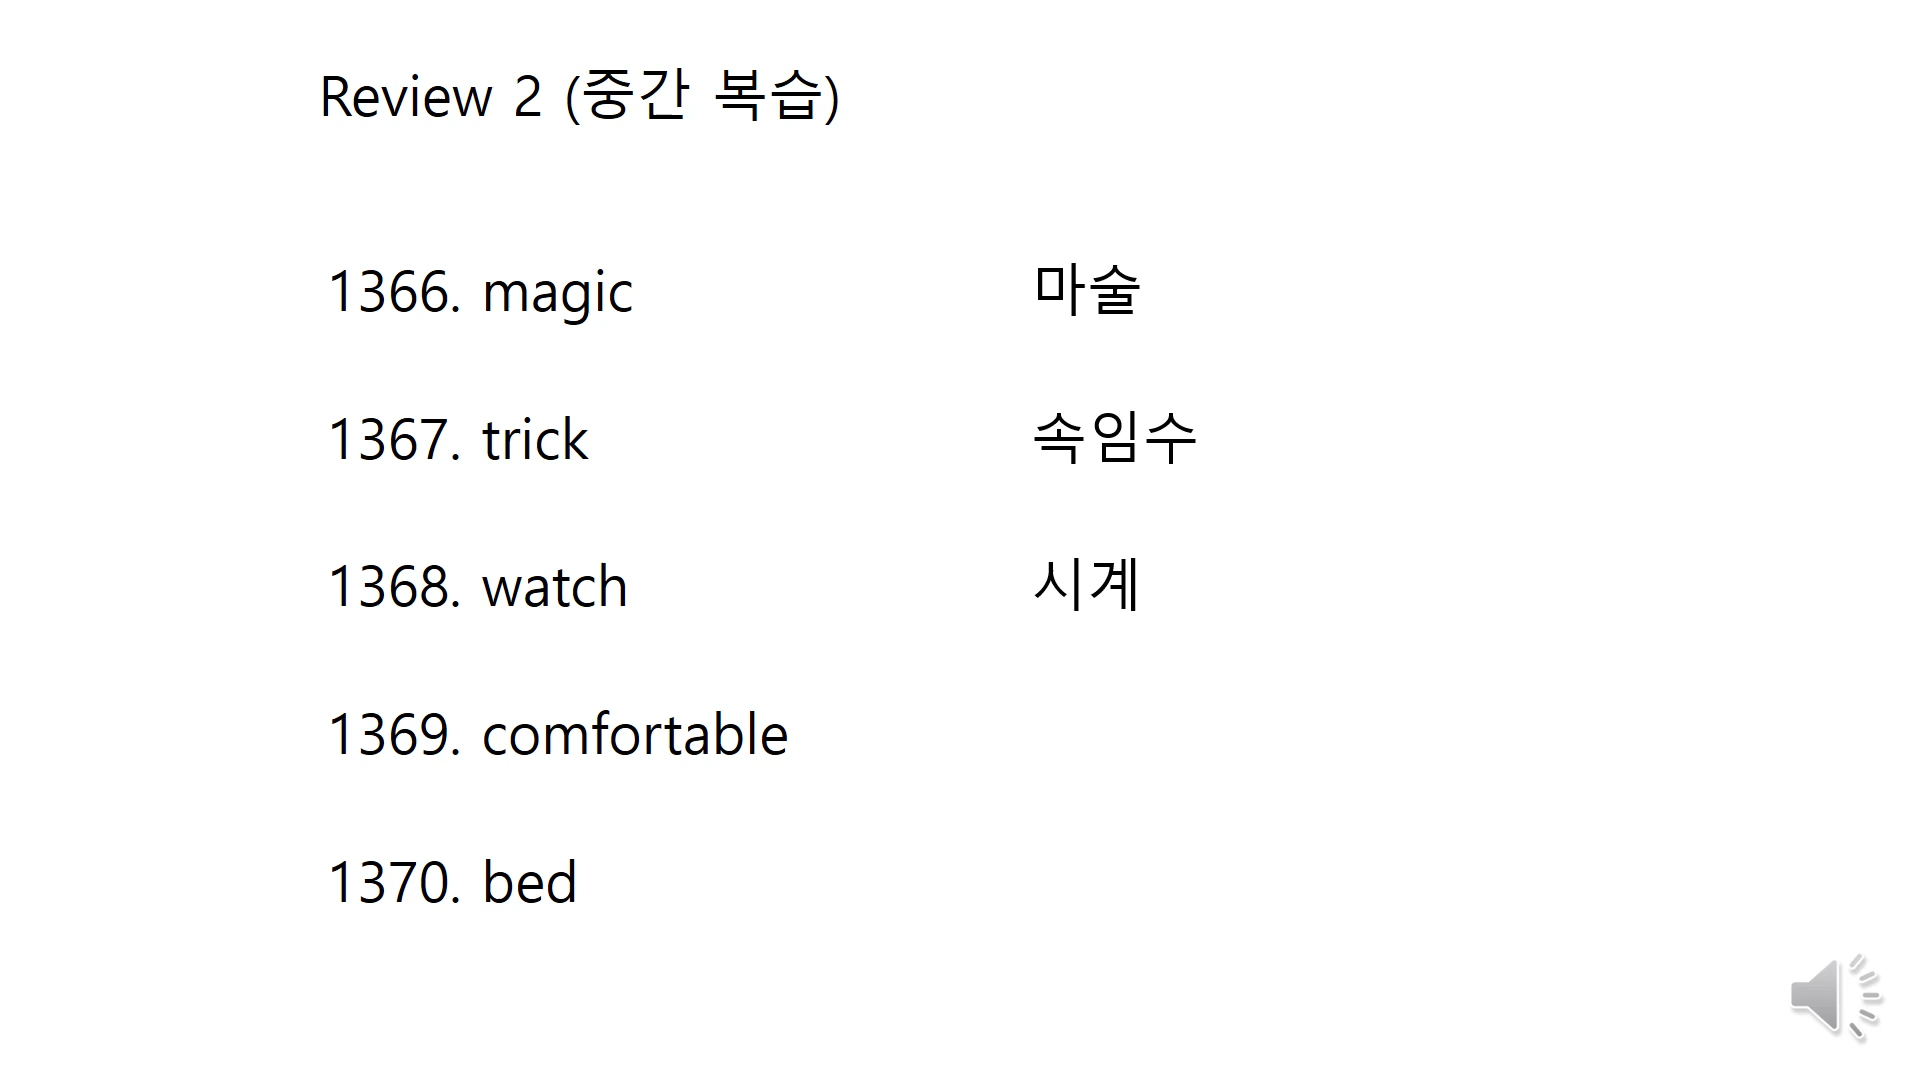 Review 2 (중간 복습)
1366. magic 마술
1367. trick 속임수
1368. watch 시계
1369. comfortable
1370. bed